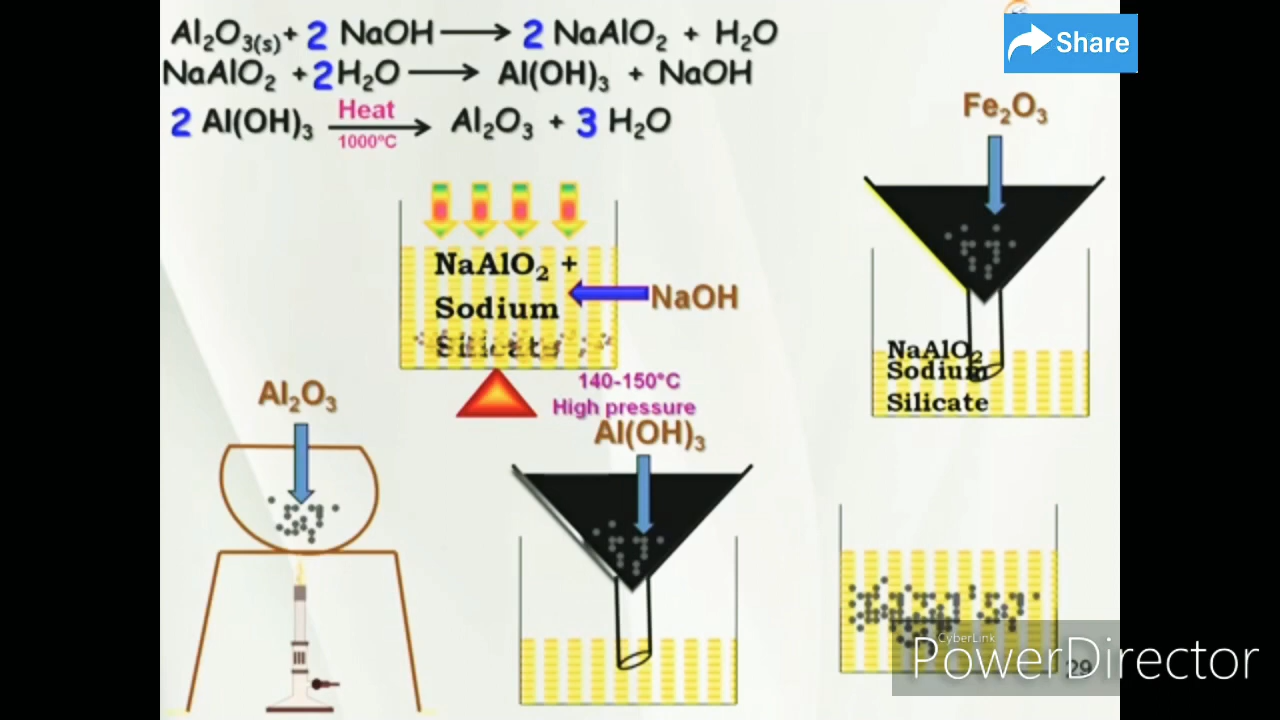 Al₂O₃(s)+ 2 NaOH → 2 NaAlO₂ + H₂O
NaAlO₂ +2H₂O → Al(OH)₃ + NaOH
2 Al(OH)₃ Heat 1000°C → Al₂O₃ + 3 H₂O
Share
Fe₂O₃
NaAlO₂ +
Sodium
Silicate
NaOH
140-150°C
High pressure
NaAlO₂
Sodium
Silicate
Al₂O₃
Al(OH)₃
CyberLink
PowerDirector
29